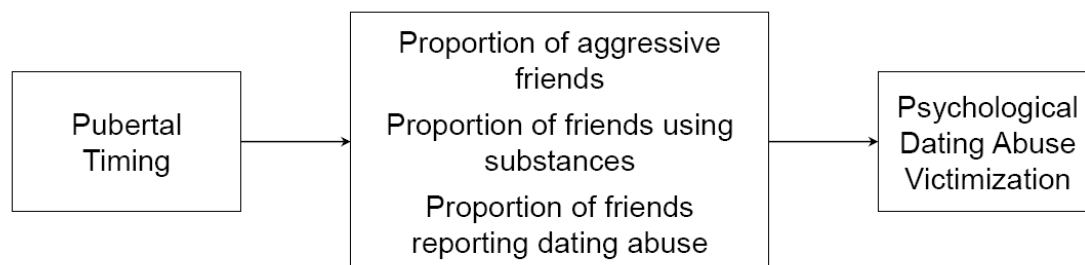 Pubertal
Timing
Proportion of aggressive
friends
Proportion of friends using
substances
Proportion of friends
reporting dating abuse
Psychological
Dating Abuse
Victimization